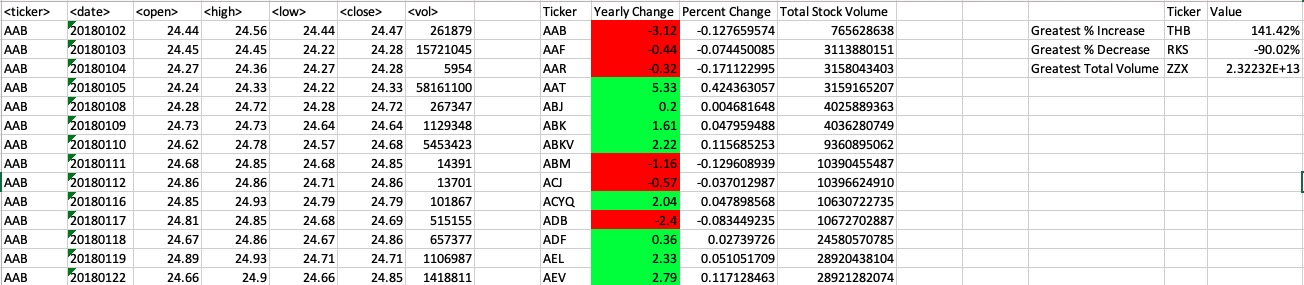 <ticker> <date> <open> <high> <low> <close> <vol> Ticker Yearly Change Percent Change Total Stock Volume Ticker Value
AAB 20180102 24.44 24.56 24.44 24.47 261879 AAB -3.12 -0.127659574 765628638 Greatest % Increase THB 141.42%
AAB 20180103 24.45 24.45 24.22 24.28 15721045 AAF -0.44 -0.074450085 3113880151 Greatest % Decrease RKS -90.02%
AAB 20180104 24.27 24.36 24.27 24.28 5954 AAR -0.32 -0.171122995 3158043403 Greatest Total Volume ZZX 2.32232E+13
AAB 20180105 24.24 24.33 24.22 24.33 58161100 AAT 5.33 0.424363057 3159165207
AAB 20180108 24.28 24.72 24.28 24.72 267347 ABJ 0.2 0.004681648 4025889363
AAB 20180109 24.73 24.73 24.64 24.64 1129348 ABK 1.61 0.047959488 4036280749
AAB 20180110 24.62 24.78 24.57 24.68 5453423 ABKV 2.22 0.115685253 9360895062
AAB 20180111 24.68 24.85 24.68 24.85 14391 ABM -1.16 -0.129608939 10390455487
AAB 20180112 24.86 24.86 24.71 24.86 13701 ACJ -0.57 -0.037012987 10396624910
AAB 20180116 24.85 24.93 24.79 24.79 101867 ACYQ 2.04 0.047898568 10630722735
AAB 20180117 24.81 24.85 24.68 24.69 515155 ADB -2.4 -0.083449235 10672702887
AAB 20180118 24.67 24.86 24.67 24.86 657377 ADF 0.36 0.02739726 24580570785
AAB 20180119 24.89 24.93 24.71 24.71 1106987 AEL 2.33 0.051051709 28920438104
AAB 20180122 24.66 24.9 24.66 24.85 1418811 AEV 2.79 0.117128463 28921282074